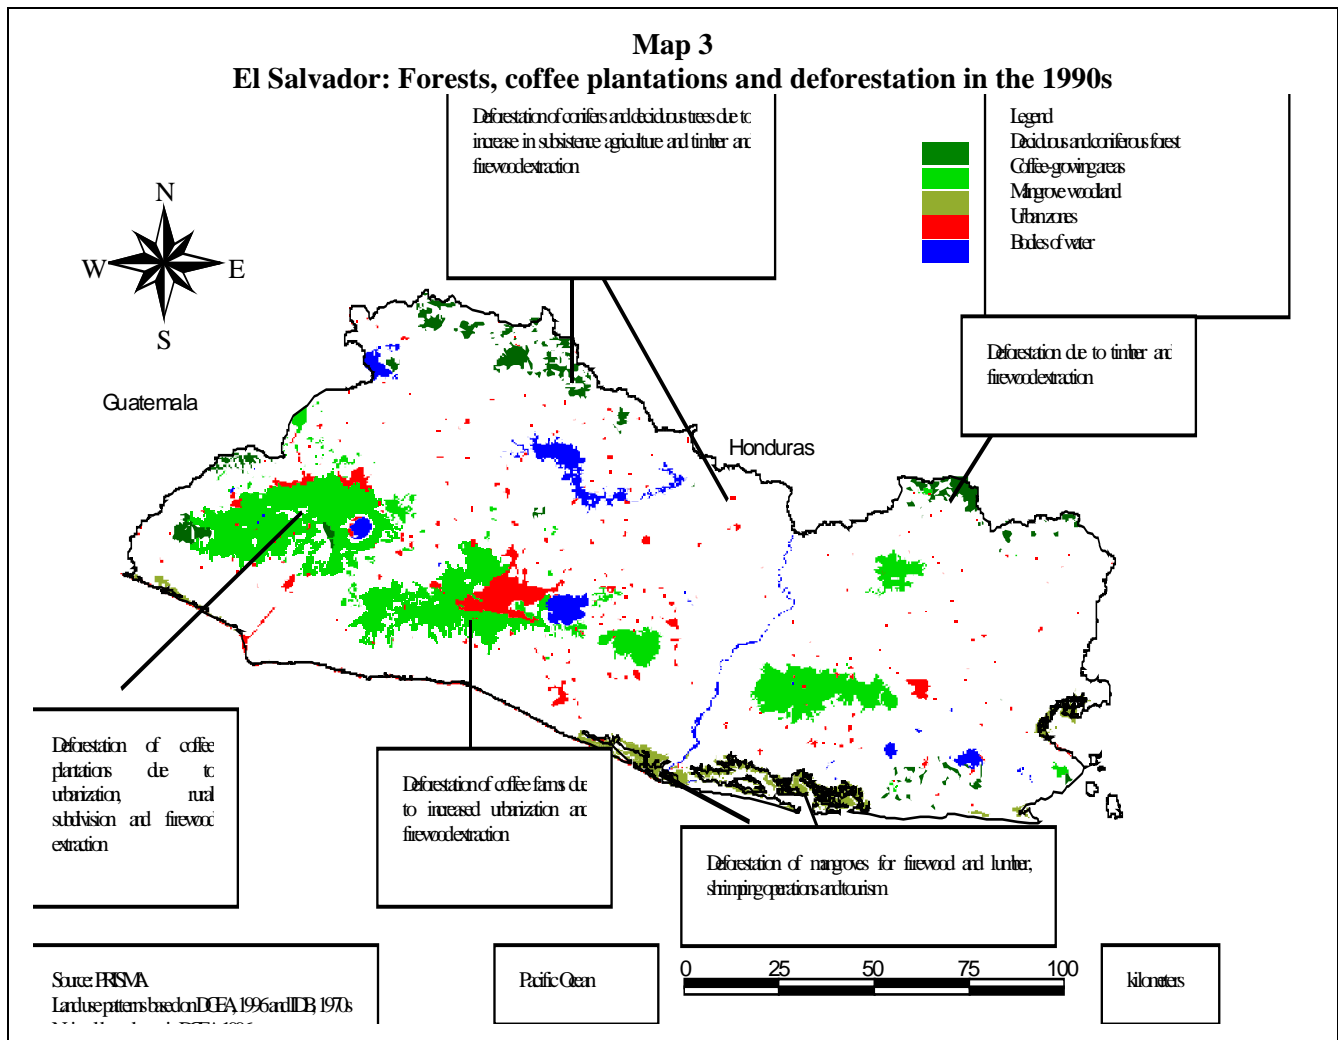 Map 3
El Salvador: Forests, coffee plantations and deforestation in the 1990s
Deforestation of conifers and deciduous trees due to
increase in subsistence agriculture and timber and
firewood extraction
Legend
Deciduous and coniferous forest
Coffee-growing areas
Mangrove woodland
Urban zones
Bodies of water
N
W
E
S
Deforestation due to timber and
firewood extraction
Guatemala
Honduras
Deforestation of coffee
plantations due to
urbanization, rural
subdivision and firewood
extraction
Deforestation of coffee farms due
to increased urbanization and
firewood extraction
Deforestation of mangroves for firewood and lumber,
shrimping operations and tourism
Source: PRISMA
Land use patterns based on DGEA, 1996 and IDB, 1970s
Pacific Ocean
0 25 50 75 100
kilometers